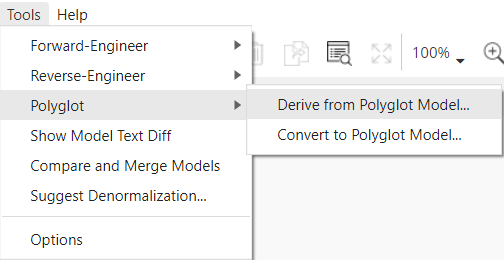 Tools Help
Forward-Engineer
Reverse-Engineer
100%
Polyglot
Derive from Polyglot Model...
Show Model Text Diff
Convert to Polyglot Model...
Compare and Merge Models
Suggest Denormalization...
Options